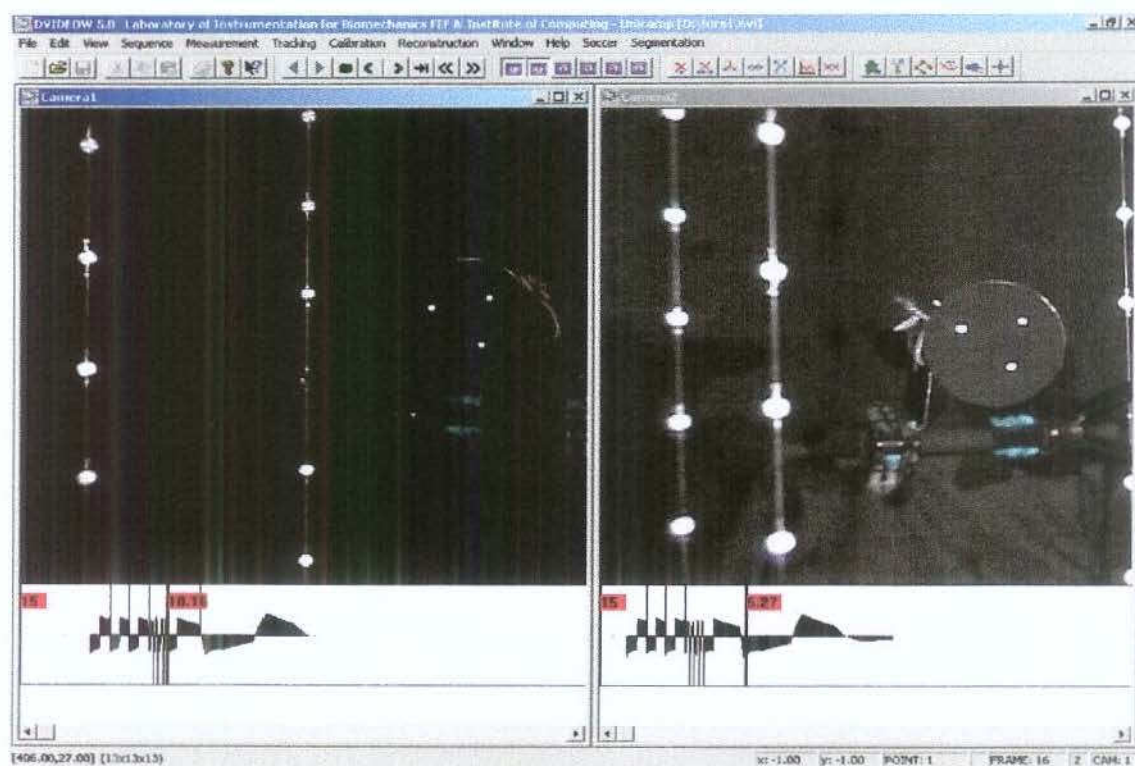 DVIDEOW 5.0 Laboratory of Instrumentation for Biomechanics FEF & Institute of Computing - Unicamp
File Edit View Sequence Measurement Tracking Calibration Reconstruction Window Help Soccer Segmentation
Camera1
Camera2
15 10.16
15 5.27
[406.00,27.00] (13x13x13) x: -1.00 y: -1.00 POINT: 1 FRAME: 16 2 CAM: 1